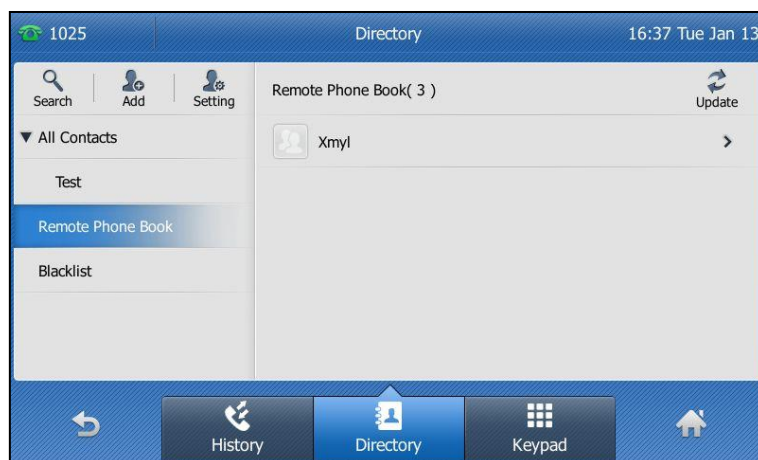 1025 Directory 16:37 Tue Jan 13
Search Add Setting
Remote Phone Book( 3 )
Update
All Contacts
Xmyl
Test
Remote Phone Book
Blacklist
History Directory Keypad